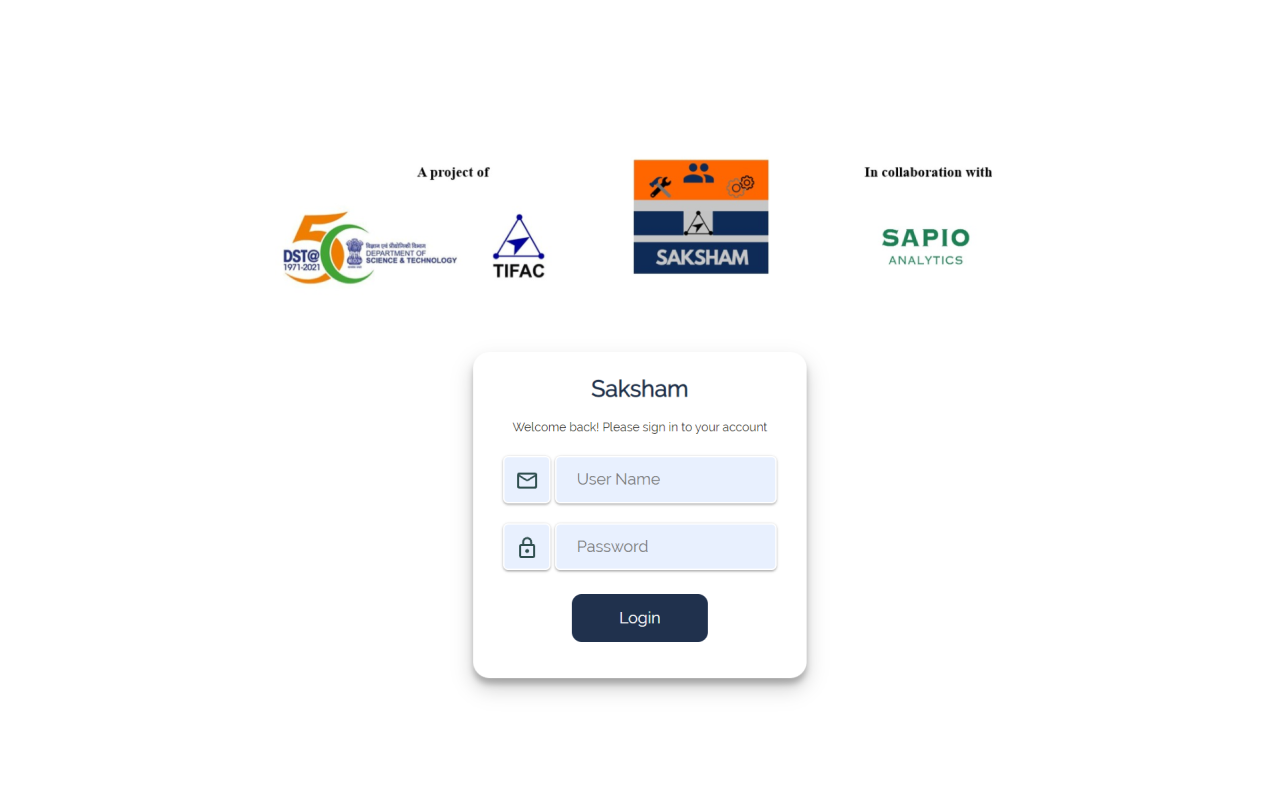 A project of
In collaboration with
DST@
1971-2021
विज्ञान एवं प्रौद्योगिकी विभाग
DEPARTMENT OF
SCIENCE & TECHNOLOGY
TIFAC
SAKSHAM
SAPIO
ANALYTICS
Saksham
Welcome back! Please sign in to your account
User Name
Password
Login